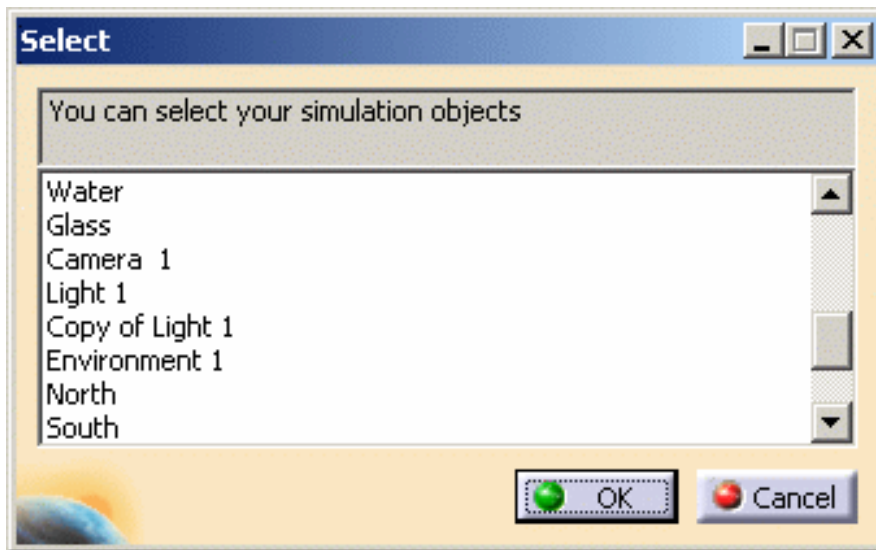 Select
You can select your simulation objects
Water
Glass
Camera  1
Light 1
Copy of Light 1
Environment 1
North
South
OK
Cancel